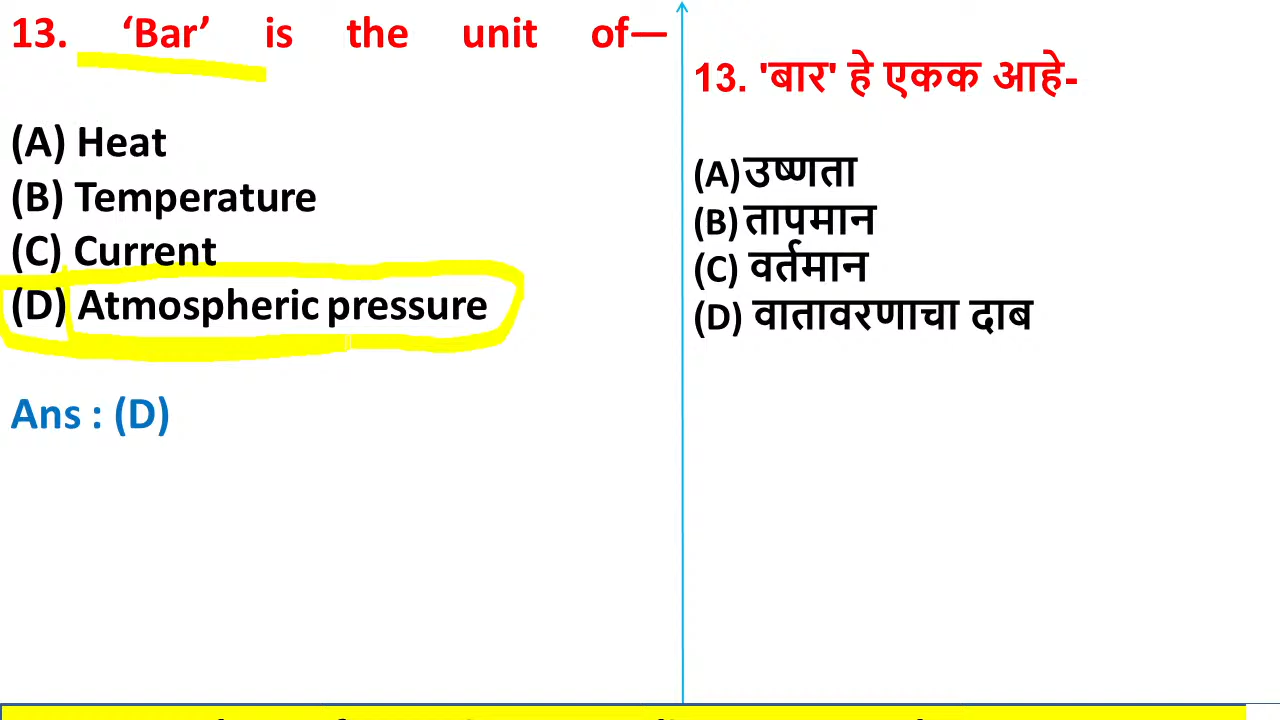 13. ‘Bar’ is the unit of—
(A) Heat
(B) Temperature
(C) Current
(D) Atmospheric pressure
Ans : (D)
13. 'बार' हे एकक आहे-
(A) उष्णता
(B) तापमान
(C) वर्तमान
(D) वातावरणाचा दाब